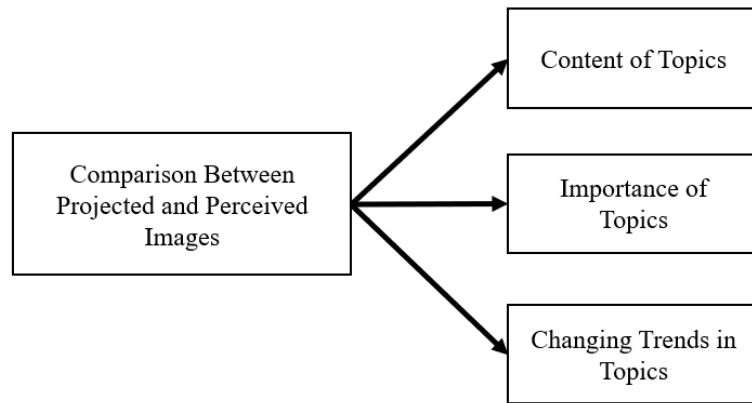 Comparison Between
Projected and Perceived
Images
Content of Topics
Importance of
Topics
Changing Trends in
Topics